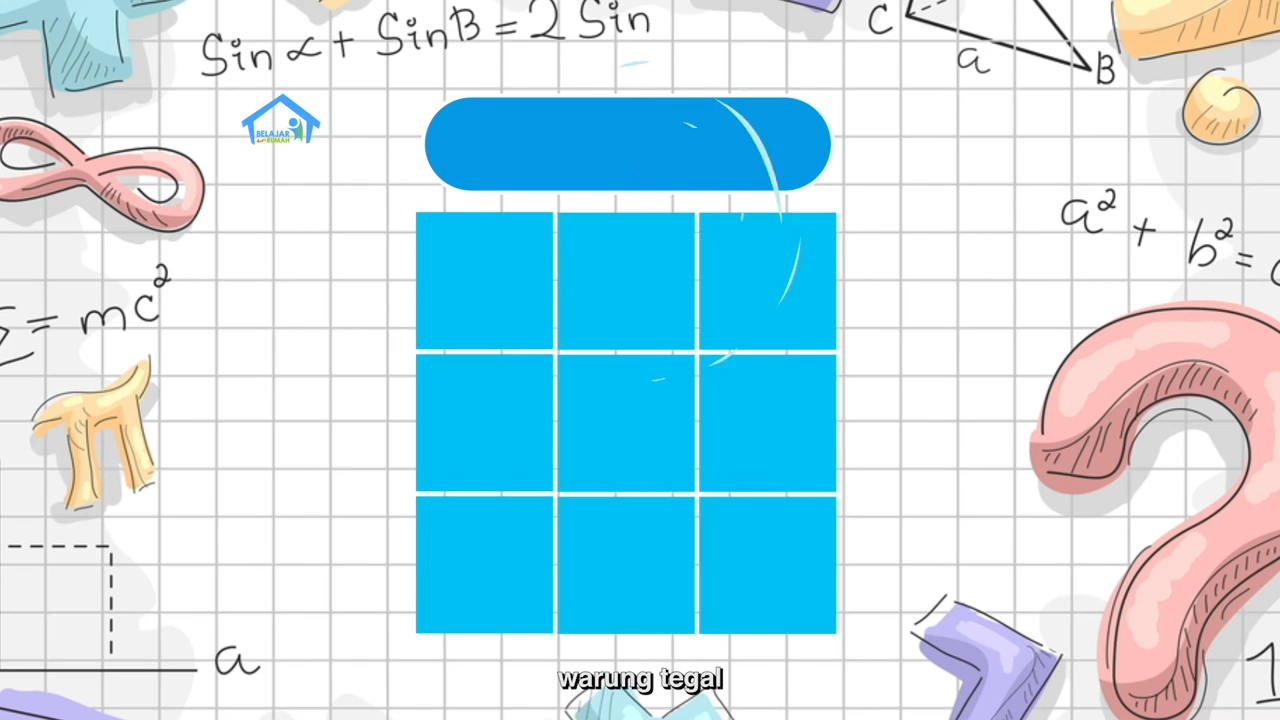 Sin α + Sin B = 2 Sin
C
a
B
BELAJAR
RUMAH
a² + b² =
= mc²
a
warung tegal